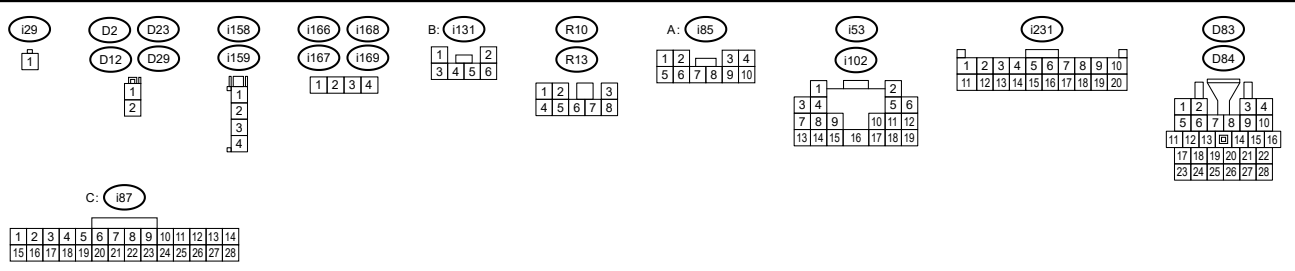 i29
1
D2 D23
D12 D29
1
2
i158
i159
1
2
3
4
i166 i168
i167 i169
1 2 3 4
B: i131
1 2
3 4 5 6
R10
R13
1 2 3
4 5 6 7 8
A: i85
1 2 3 4
5 6 7 8 9 10
i53
i102
1 2
3 4 5 6
7 8 9 10 11 12
13 14 15 16 17 18 19
i231
1 2 3 4 5 6 7 8 9 10
11 12 13 14 15 16 17 18 19 20
D83
D84
1 2 3 4
5 6 7 8 9 10
11 12 13 14 15 16
17 18 19 20 21 22
23 24 25 26 27 28
C: i87
1 2 3 4 5 6 7 8 9 10 11 12 13 14
15 16 17 18 19 20 21 22 23 24 25 26 27 28